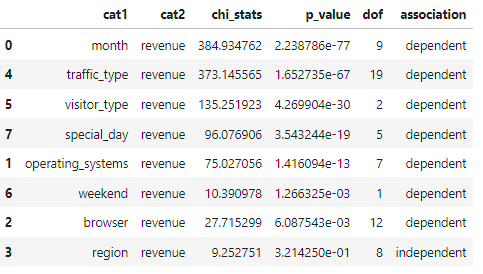 cat1 cat2 chi_stats p_value dof association
0 month revenue 384.934762 2.238786e-77 9 dependent
4 traffic_type revenue 373.145565 1.652735e-67 19 dependent
5 visitor_type revenue 135.251923 4.269904e-30 2 dependent
7 special_day revenue 96.076906 3.543244e-19 5 dependent
1 operating_systems revenue 75.027056 1.416094e-13 7 dependent
6 weekend revenue 10.390978 1.266325e-03 1 dependent
2 browser revenue 27.715299 6.087543e-03 12 dependent
3 region revenue 9.252751 3.214250e-01 8 independent